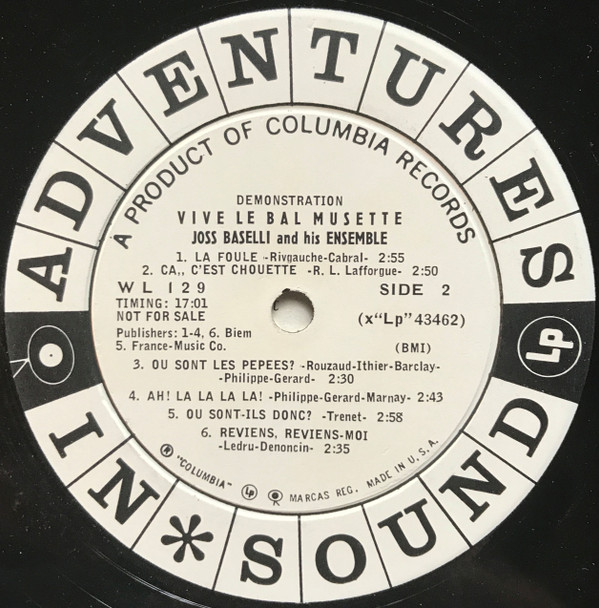 ADVENTURES
IN*SOUND
Lp
A PRODUCT OF COLUMBIA RECORDS
DEMONSTRATION
VIVE LE BAL MUSETTE
JOSS BASELLI and his ENSEMBLE
1. LA FOULE -Rivgauche-Cabral- 2:55
2. CA,, C'EST CHOUETTE -R. L. Lafforgue- 2:50
WL 129
SIDE 2
TIMING: 17:01
NOT FOR SALE
(x"Lp"43462)
Publishers: 1-4, 6. Biem
5. France-Music Co.
(BMI)
3. OU SONT LES PEPEES? -Rouzaud-Ithier-Barclay-
-Philippe-Gerard- 2:30
4. AH! LA LA LA LA! -Philippe-Gerard-Marnay- 2:43
5. OU SONT-ILS DONC? -Trenet- 2:58
6. REVIENS, REVIENS-MOI
-Ledru-Denoncin- 2:35
® "COLUMBIA" Lp MARCAS REG. MADE IN U.S.A.